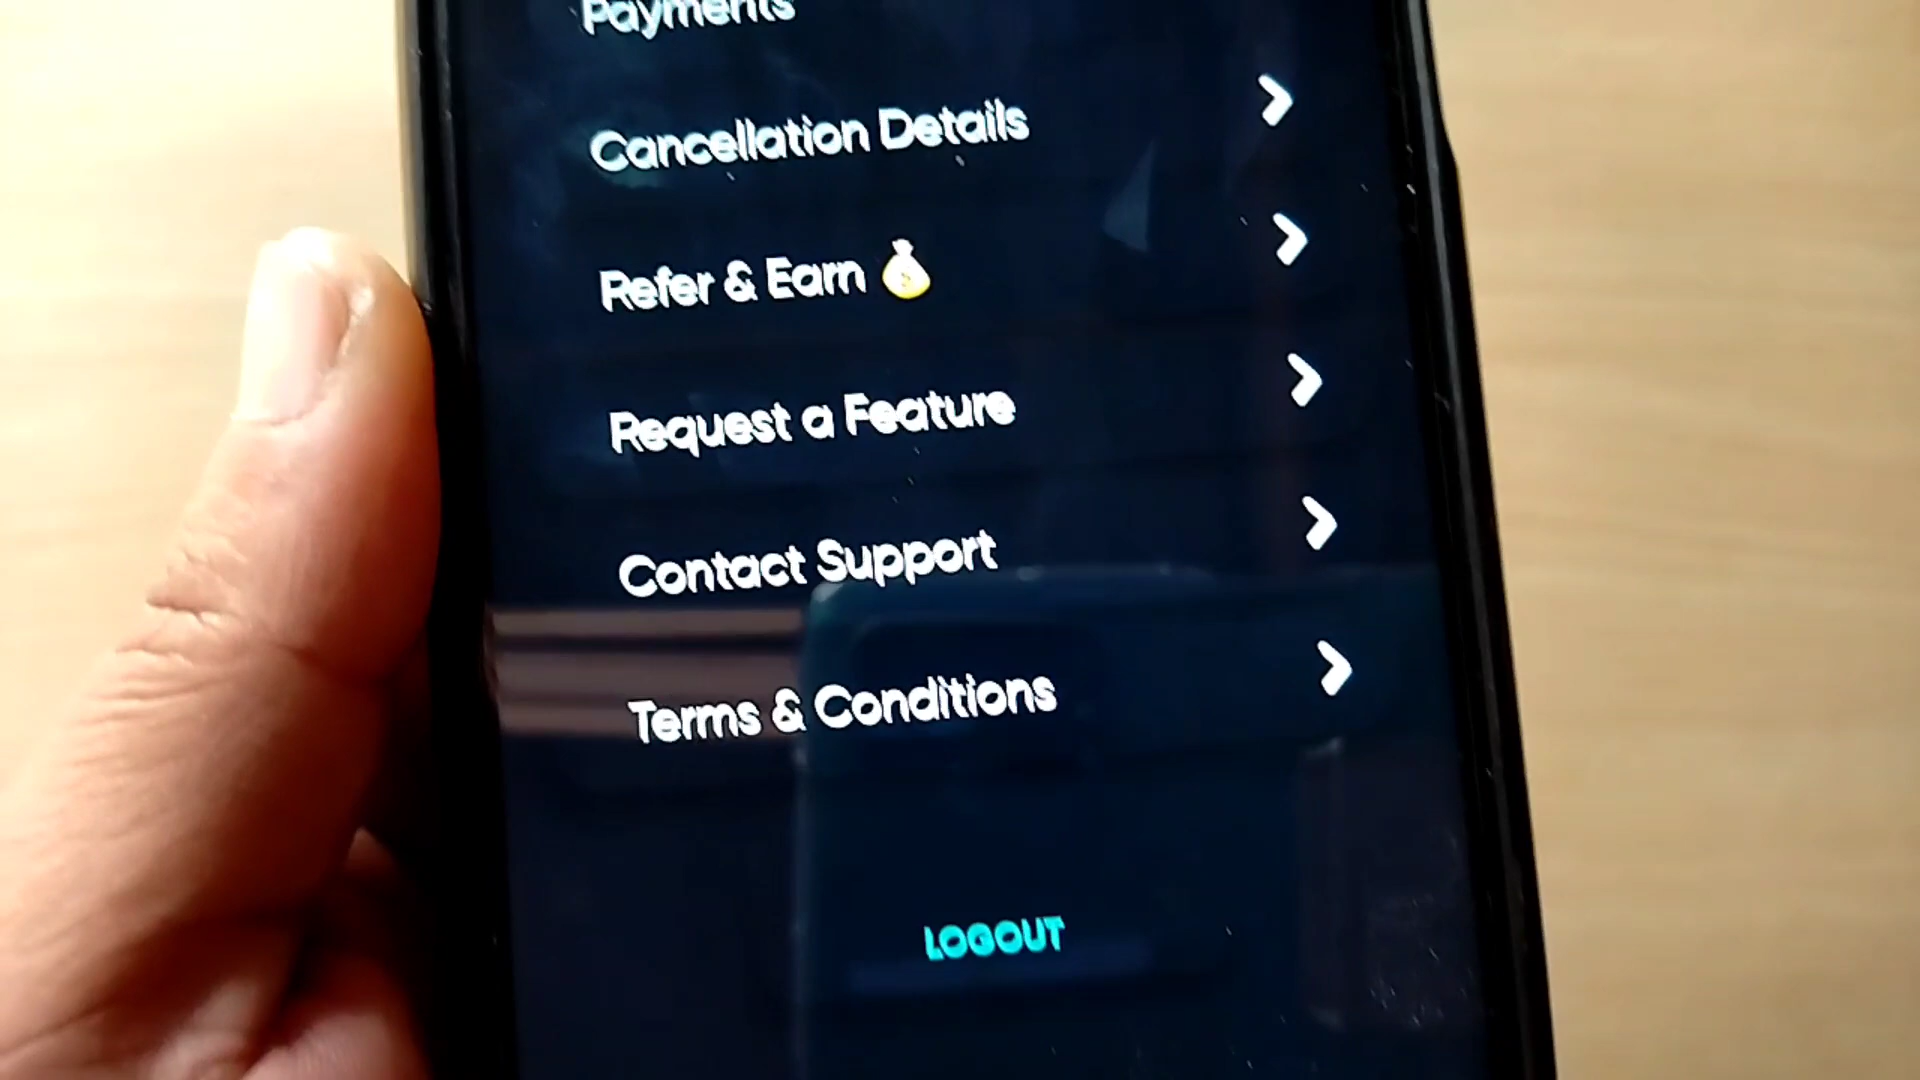 Payments
Cancellation Details
Refer & Earn 💰
Request a Feature
Contact Support
Terms & Conditions
LOGOUT